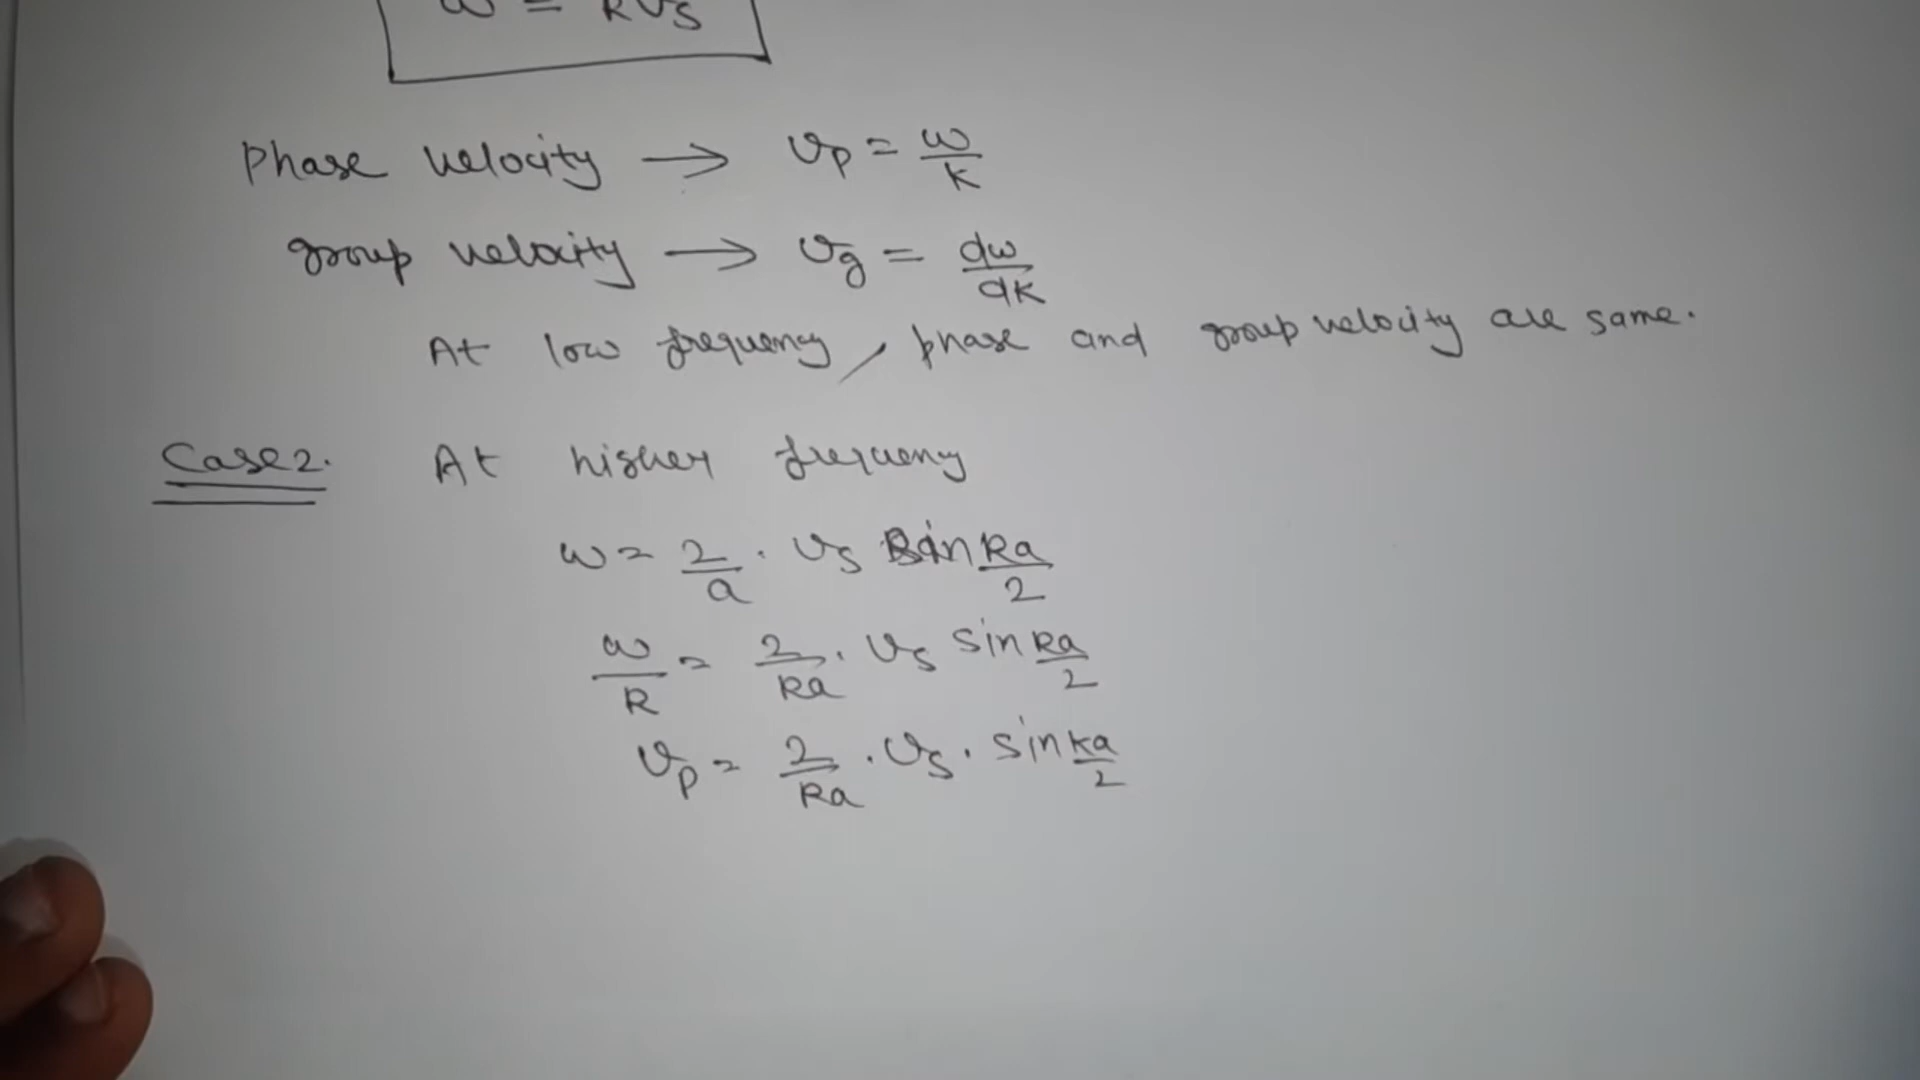 ω = kvs
Phase velocity → vp = ω/k
group velocity → vg = dω/dk
At low frequency, phase and group velocity are same.
Case 2. At higher frequency
ω = 2/a . vs sin ka/2
ω/k = 2/ka . vs sin ka/2
vp = 2/ka . vs . sin ka/2